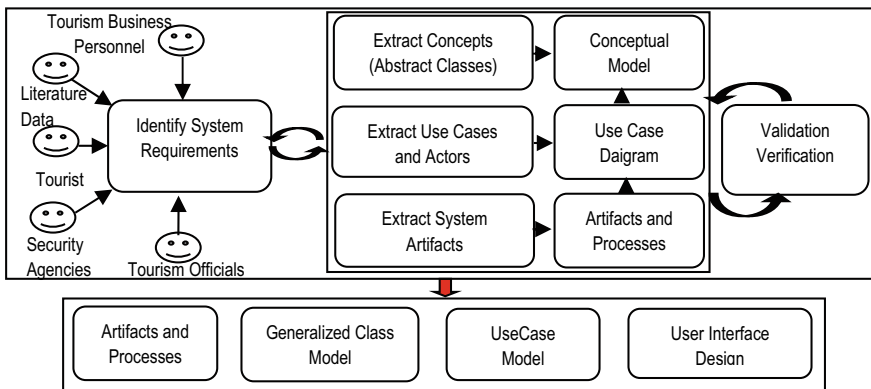 Tourism Business
Personnel
Literature
Data
Tourist
Security
Agencies
Tourism Officials
Identify System
Requirements
Extract Concepts
(Abstract Classes)
Conceptual
Model
Extract Use Cases
and Actors
Use Case
Daigram
Extract System
Artifacts
Artifacts and
Processes
Validation
Verification
Artifacts and
Processes
Generalized Class
Model
UseCase
Model
User Interface
Design